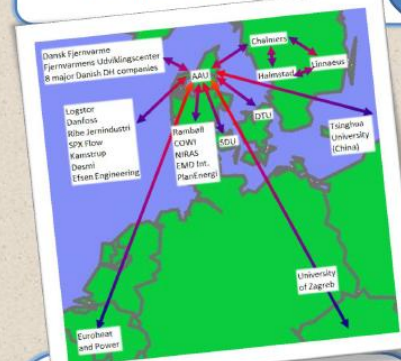 Dansk Fjernvarme
Fjernvarmens Udviklingscenter
8 major Danish DH companies
Chalmers
Linnaeus
Halmstad
AAU
Logstor
Danfoss
Ribe Jernindustri
SPX Flow
Kamstrup
Desmi
Efsen Engineering
Rambøll
COWI
NIRAS
EMD Int.
PlanEnergi
SDU
DTU
Tsinghua
University
(China)
University
of Zagreb
Euroheat
and Power